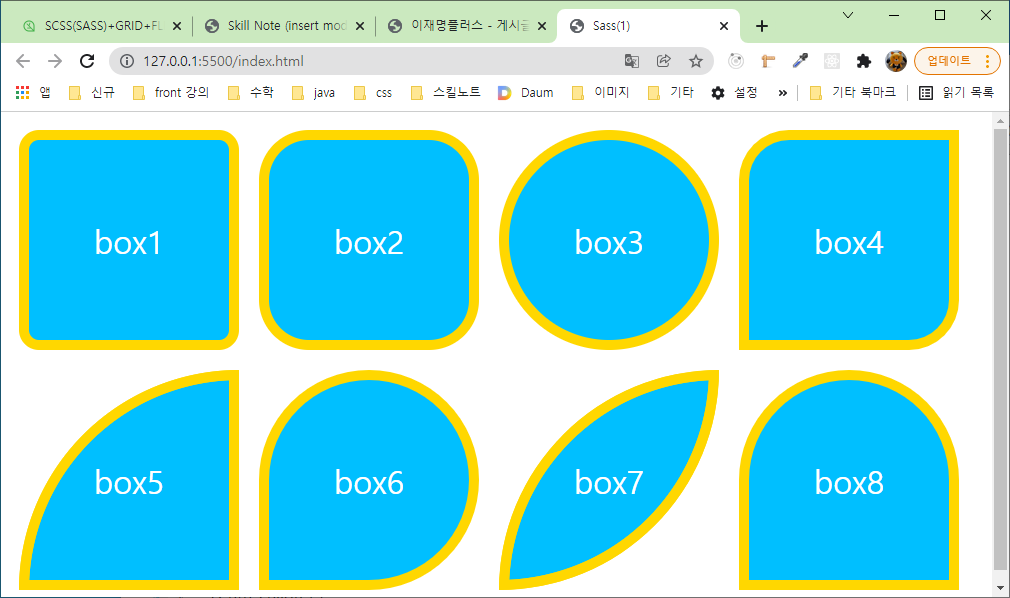 SCSS(SASS)+GRID+FL
Skill Note (insert mod
이재명플러스 - 게시글
Sass(1)
127.0.0.1:5500/index.html
업데이트
앱
신규
front 강의
수학
java
css
스킬노트
Daum
이미지
기타
설정
»
기타 북마크
읽기 목록
box1 box2 box3 box4
box5 box6 box7 box8